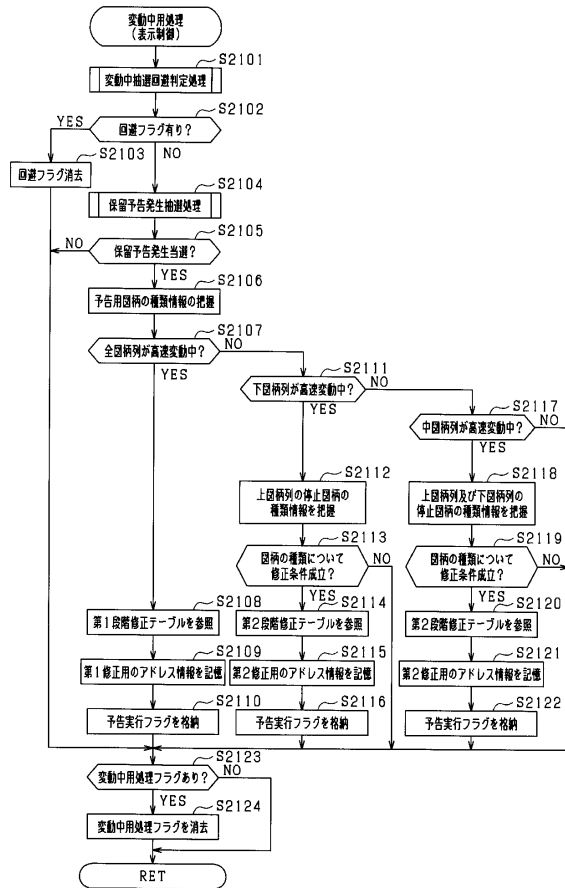 変動中用処理
(表示制御)
S2101
変動中抽選回避判定処理
S2102
YES
回避フラグ有り?
S2103
NO
回避フラグ消去
S2104
保留予告発生抽選処理
S2105
NO
保留予告発生当選?
YES
S2106
予告用図柄の種類情報の把握
S2107
全図柄列が高速変動中?
NO
YES
S2111
下図柄列が高速変動中?
NO
YES
S2117
中図柄列が高速変動中?
NO
YES
S2112
上図柄列の停止図柄の
種類情報を把握
S2118
上図柄列及び下図柄列の
停止図柄の種類情報を把握
S2113
図柄の種類について
修正条件成立?
NO
YES
S2119
図柄の種類について
修正条件成立?
NO
YES
S2108
第1段階修正テーブルを参照
S2114
第2段階修正テーブルを参照
S2120
第2段階修正テーブルを参照
S2109
第1修正用のアドレス情報を記憶
S2115
第2修正用のアドレス情報を記憶
S2121
第2修正用のアドレス情報を記憶
S2110
予告実行フラグを格納
S2116
予告実行フラグを格納
S2122
予告実行フラグを格納
S2123
変動中用処理フラグあり?
NO
YES
S2124
変動中用処理フラグを消去
RET